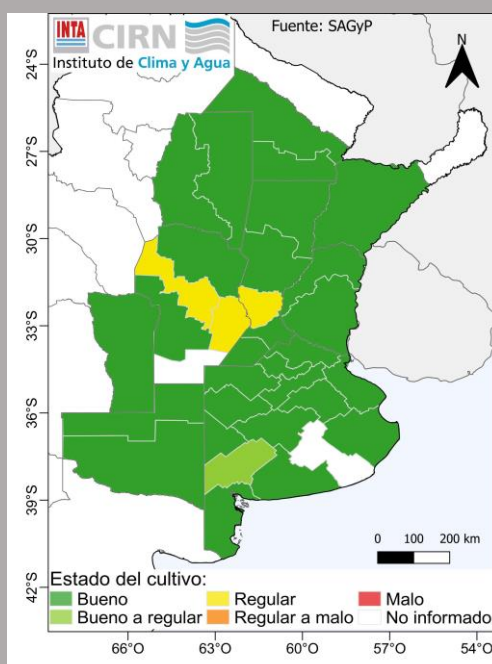 INTA CIRN
Instituto de Clima y Agua
Fuente: SAGyP
N
24°S
27°S
30°S
33°S
36°S
39°S
42°S
0 100 200 km
Estado del cultivo:
Bueno Regular Malo
Bueno a regular Regular a malo No informado
66°O 63°O 60°O 57°O 54°O